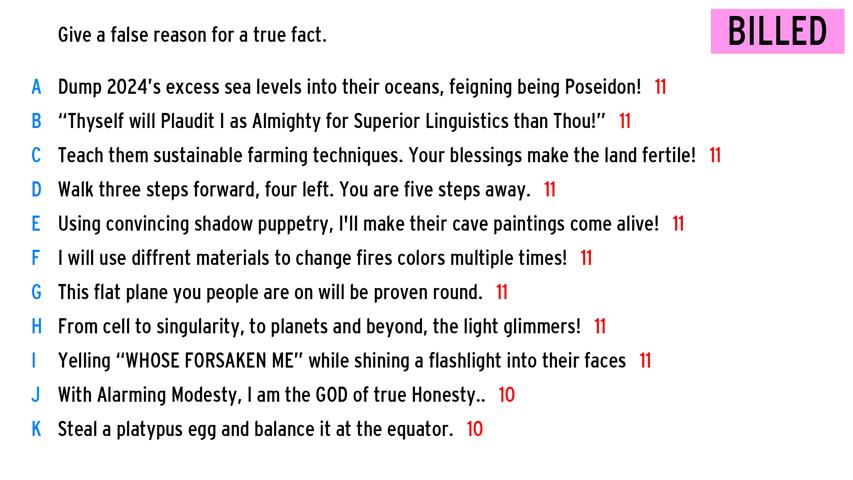 Give a false reason for a true fact.
BILLED
A Dump 2024's excess sea levels into their oceans, feigning being Poseidon! 11
B “Thyself will Plaudit I as Almighty for Superior Linguistics than Thou!” 11
C Teach them sustainable farming techniques. Your blessings make the land fertile! 11
D Walk three steps forward, four left. You are five steps away. 11
E Using convincing shadow puppetry, I'll make their cave paintings come alive! 11
F I will use diffrent materials to change fires colors multiple times! 11
G This flat plane you people are on will be proven round. 11
H From cell to singularity, to planets and beyond, the light glimmers! 11
I Yelling “WHOSE FORSAKEN ME” while shining a flashlight into their faces 11
J With Alarming Modesty, I am the GOD of true Honesty.. 10
K Steal a platypus egg and balance it at the equator. 10